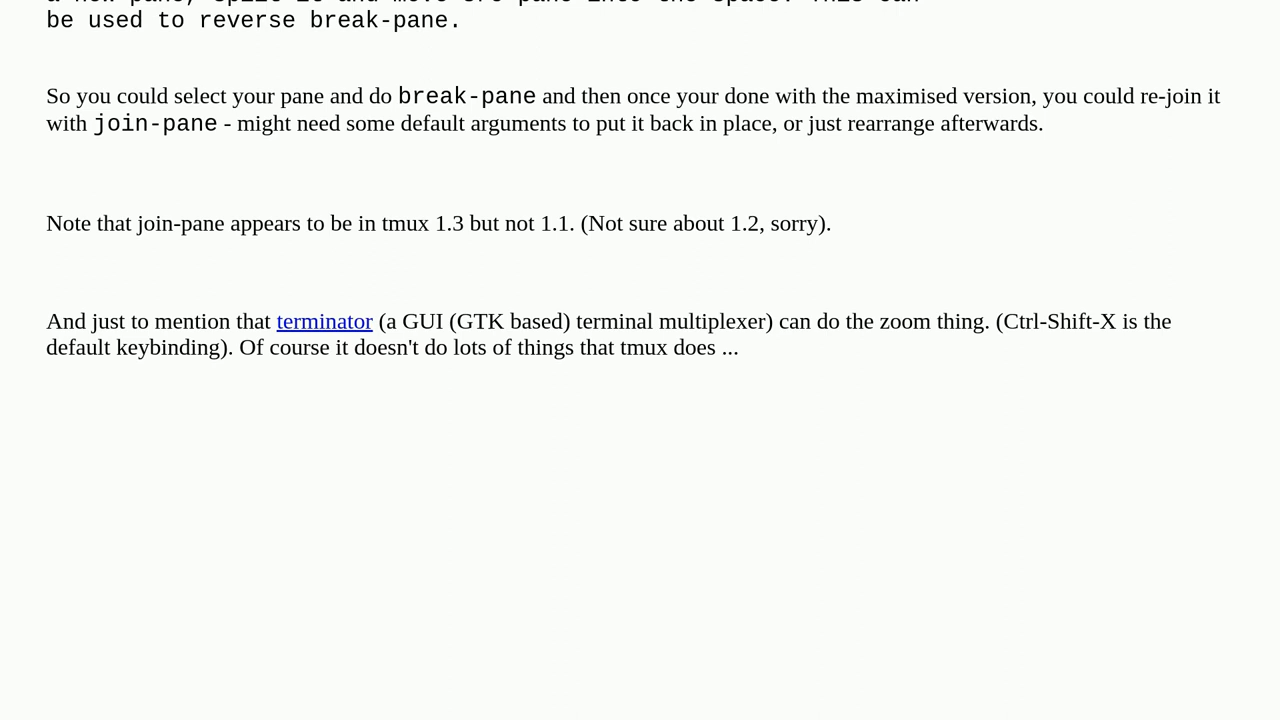 be used to reverse break-pane.
So you could select your pane and do break-pane and then once your done with the maximised version, you could re-join it
with join-pane - might need some default arguments to put it back in place, or just rearrange afterwards.
Note that join-pane appears to be in tmux 1.3 but not 1.1. (Not sure about 1.2, sorry).
And just to mention that terminator (a GUI (GTK based) terminal multiplexer) can do the zoom thing. (Ctrl-Shift-X is the
default keybinding). Of course it doesn't do lots of things that tmux does ...